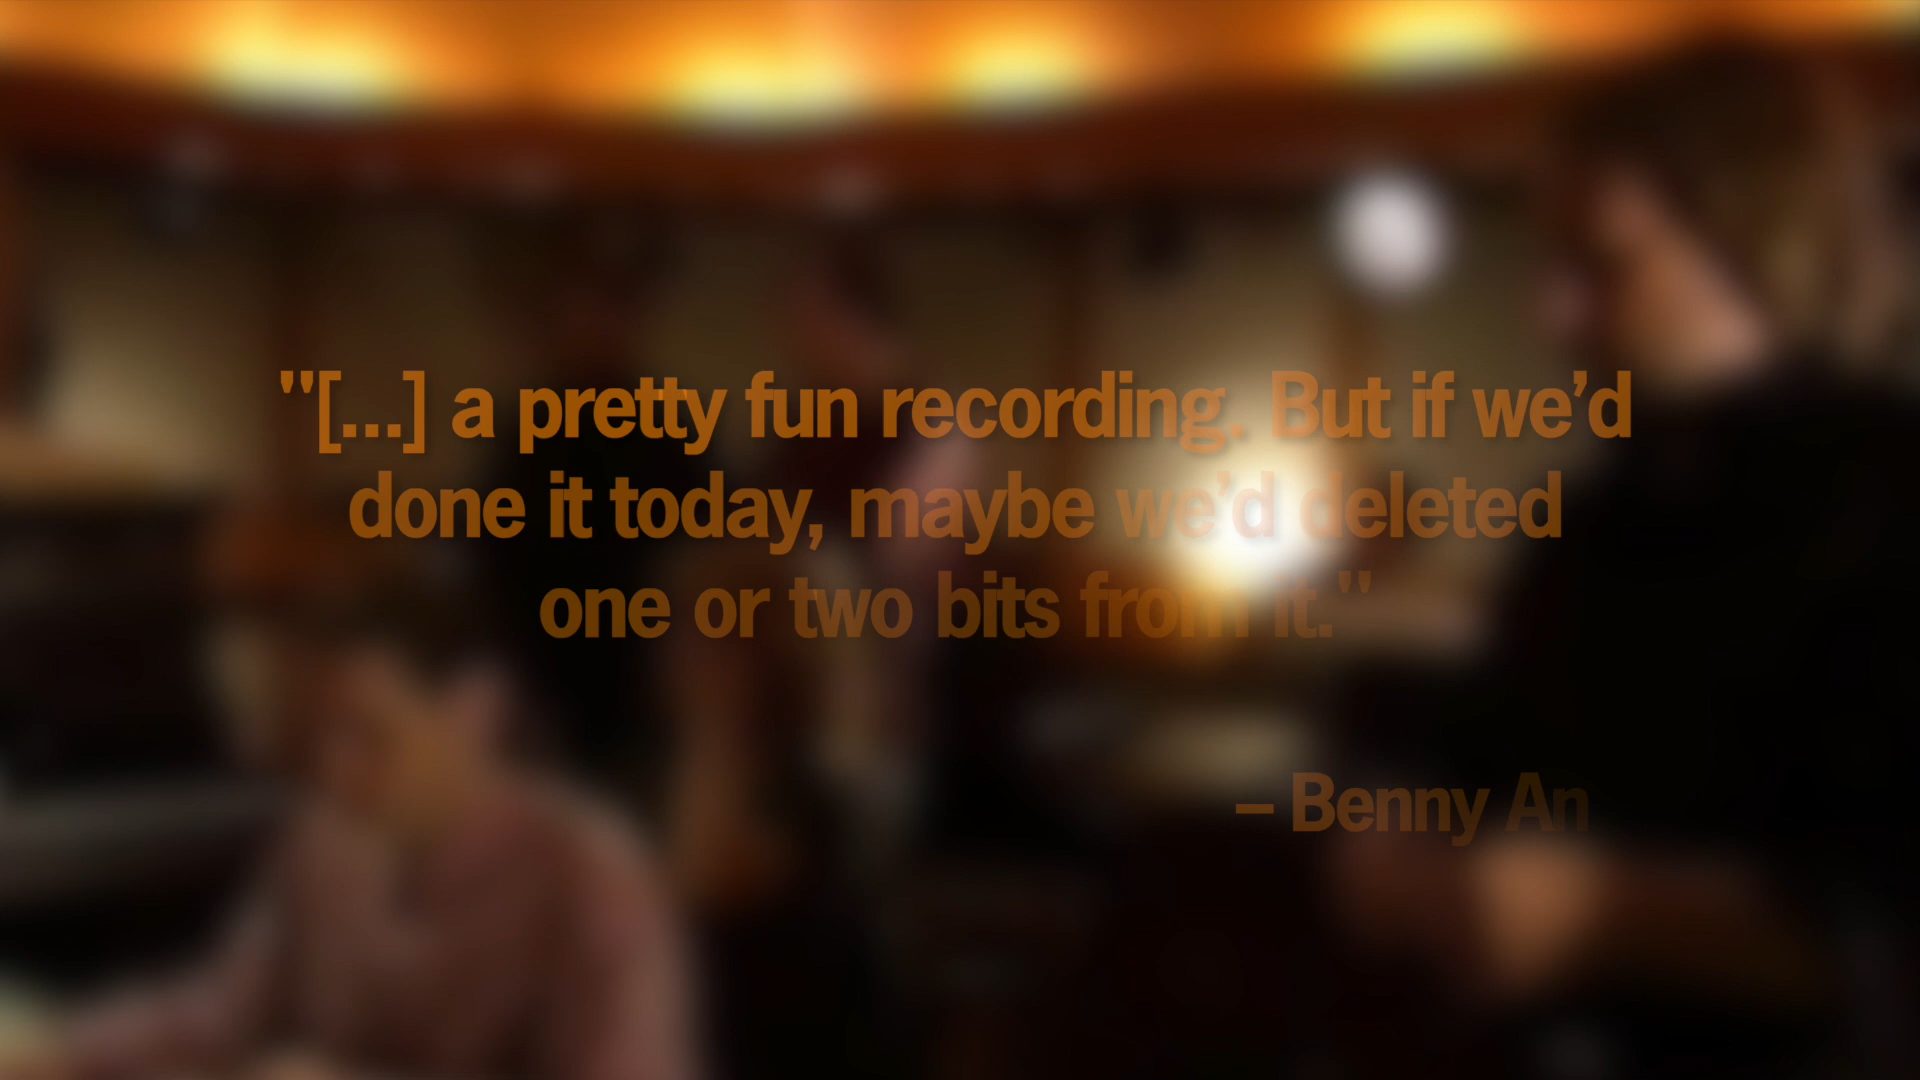 "[...] a pretty fun recording. But if we’d
done it today, maybe we’d deleted
one or two bits from it."
– Benny An